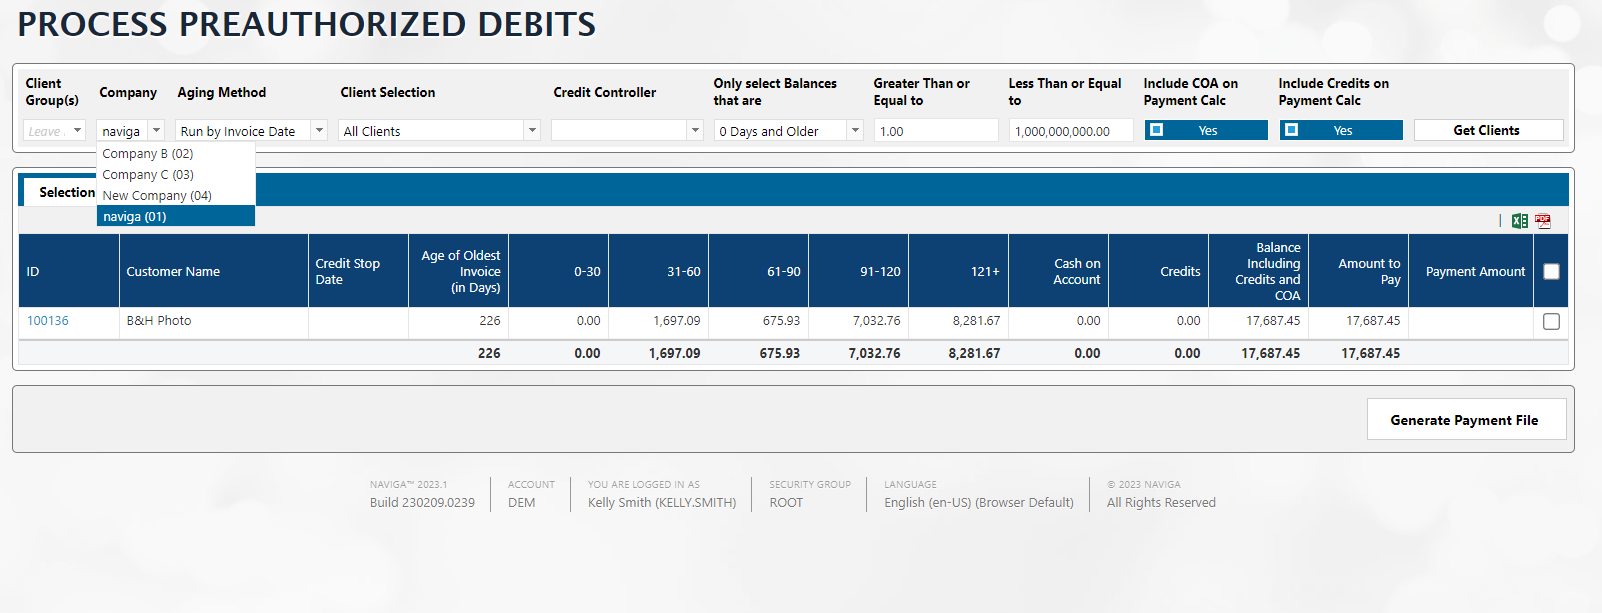 PROCESS PREAUTHORIZED DEBITS
Client Group(s)
Company
Aging Method
Client Selection
Credit Controller
Only select Balances that are
Greater Than or Equal to
Less Than or Equal to
Include COA on Payment Calc
Include Credits on Payment Calc
Leave
naviga
Run by Invoice Date
All Clients
0 Days and Older
1.00
1,000,000,000.00
Yes
Yes
Get Clients
Company B (02)
Company C (03)
New Company (04)
naviga (01)
Selection
ID
Customer Name
Credit Stop Date
Age of Oldest Invoice (in Days)
0-30
31-60
61-90
91-120
121+
Cash on Account
Credits
Balance Including Credits and COA
Amount to Pay
Payment Amount
100136 B&H Photo 226 0.00 1,697.09 675.93 7,032.76 8,281.67 0.00 0.00 17,687.45 17,687.45
226 0.00 1,697.09 675.93 7,032.76 8,281.67 0.00 0.00 17,687.45 17,687.45
Generate Payment File
NAVIGA™ 2023.1
Build 230209.0239
ACCOUNT
DEM
YOU ARE LOGGED IN AS
Kelly Smith (KELLY.SMITH)
SECURITY GROUP
ROOT
LANGUAGE
English (en-US) (Browser Default)
© 2023 NAVIGA
All Rights Reserved